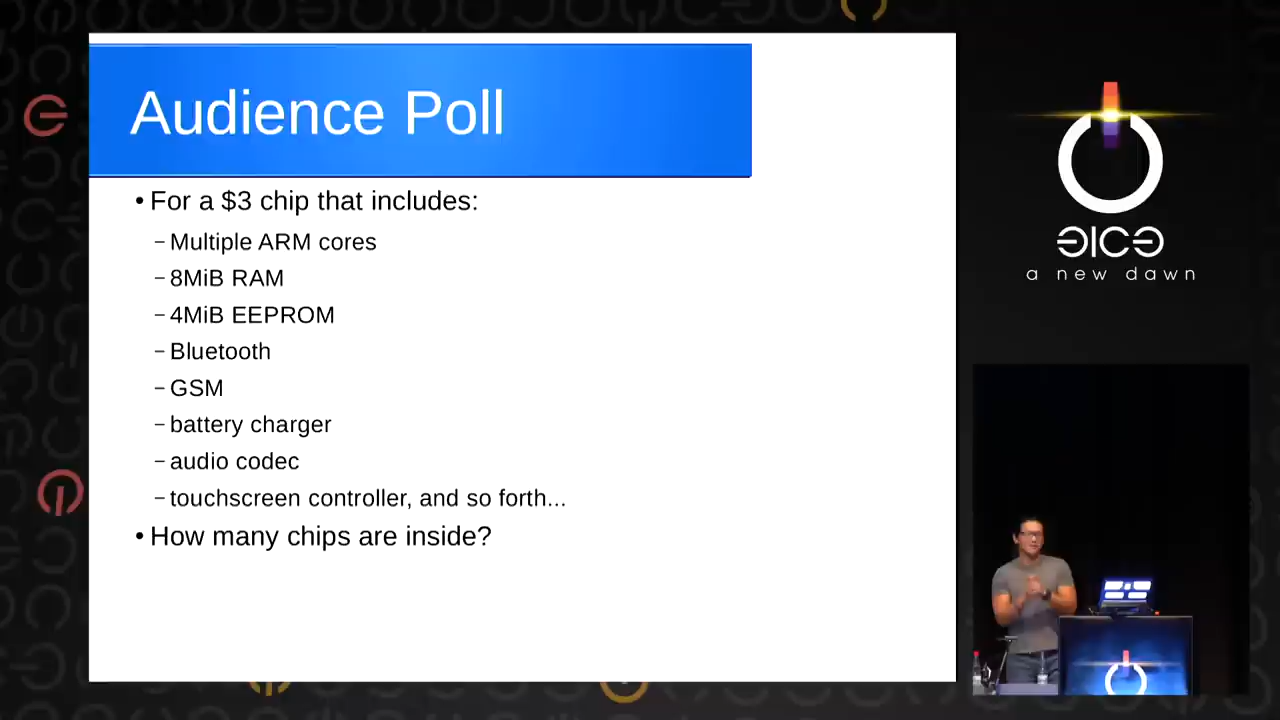 Audience Poll
• For a $3 chip that includes:
– Multiple ARM cores
– 8MiB RAM
– 4MiB EEPROM
– Bluetooth
– GSM
– battery charger
– audio codec
– touchscreen controller, and so forth...
• How many chips are inside?
a new dawn